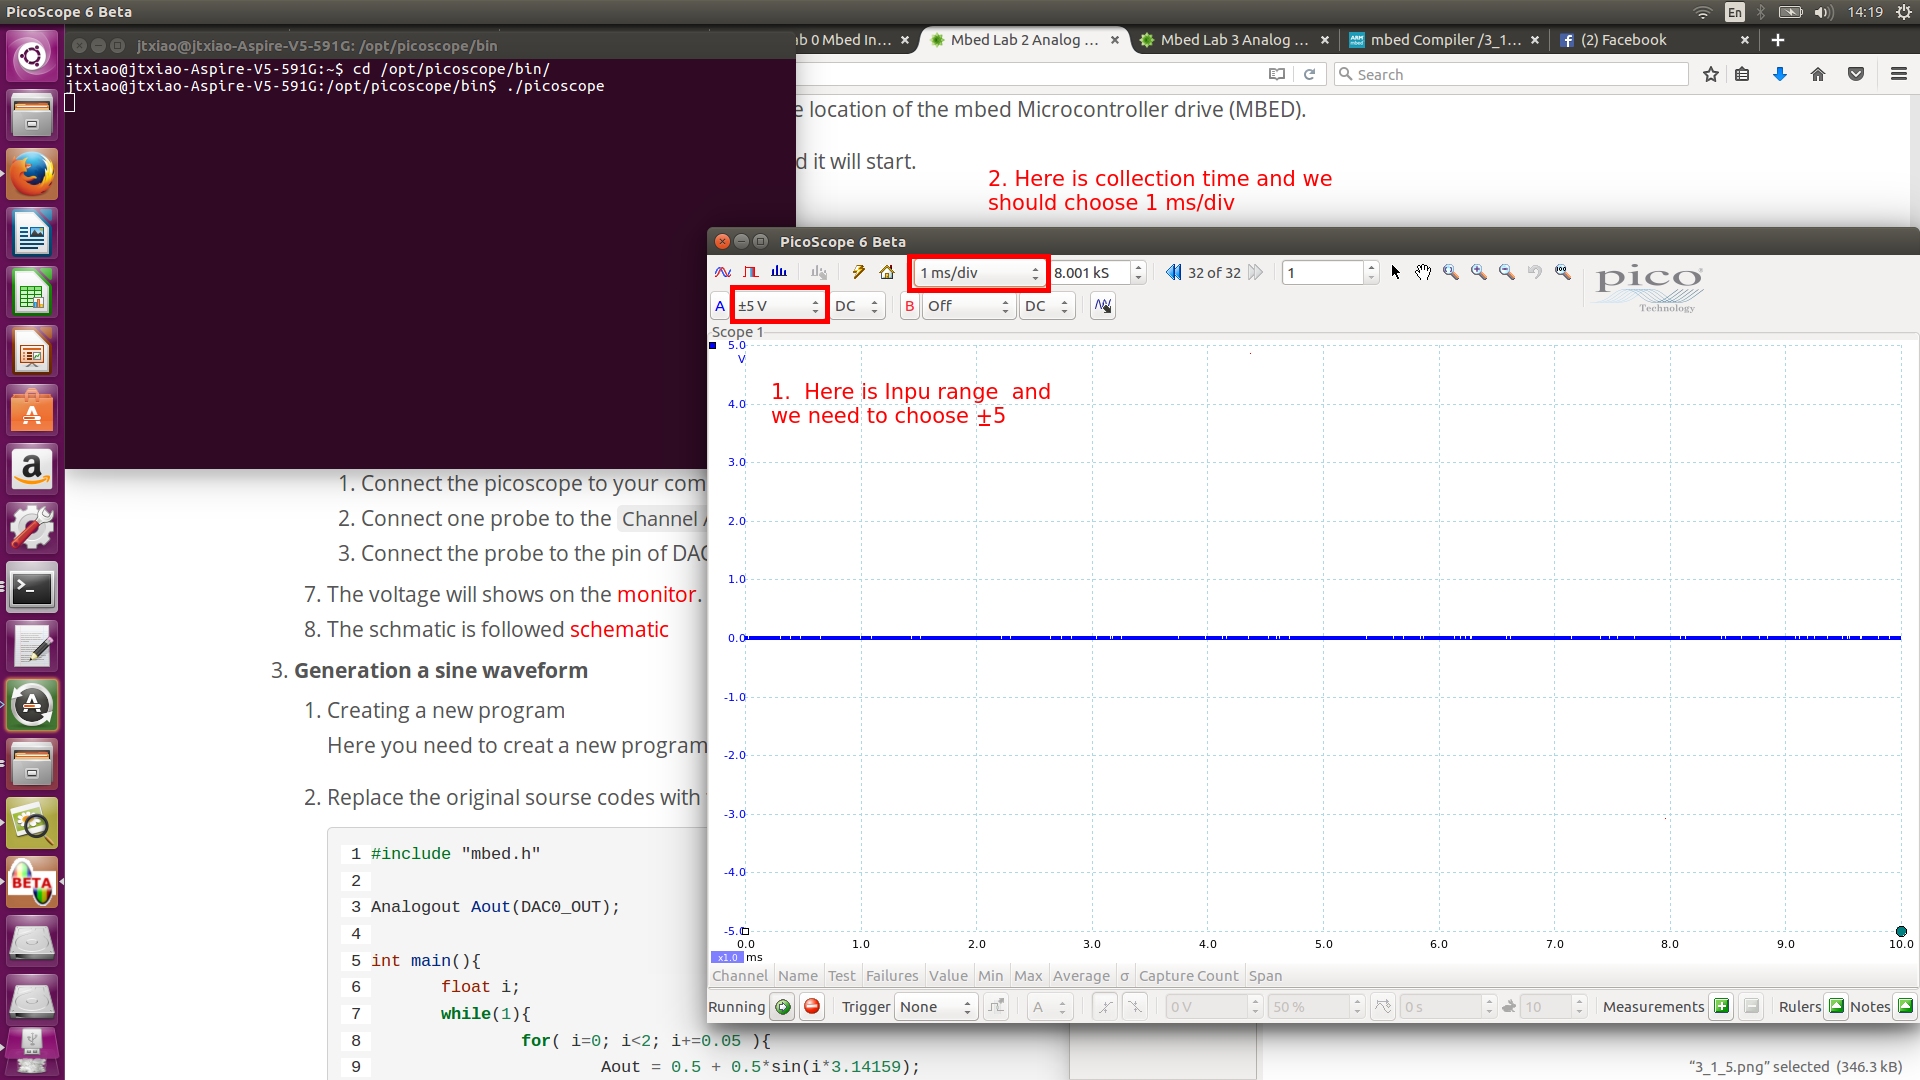 PicoScope 6 Beta
En
14:19
jtxiao@jtxiao-Aspire-V5-591G: /opt/picoscope/bin
jtxiao@jtxiao-Aspire-V5-591G:~$ cd /opt/picoscope/bin/
jtxiao@jtxiao-Aspire-V5-591G:/opt/picoscope/bin$ ./picoscope
b 0 Mbed In...
Mbed Lab 2 Analog ...
Mbed Lab 3 Analog ...
mbed Compiler /3_1...
(2) Facebook
Search
e location of the mbed Microcontroller drive (MBED).
d it will start.
2. Here is collection time and we
should choose 1 ms/div
PicoScope 6 Beta
1 ms/div
8.001 kS
32 of 32
1
pico
Technology
A
±5 V
DC
B
Off
DC
Scope 1
5.0
V
4.0
3.0
2.0
1.0
0.0
-1.0
-2.0
-3.0
-4.0
-5.0
1. Here is Inpu range and
we need to choose ±5
0.0 1.0 2.0 3.0 4.0 5.0 6.0 7.0 8.0 9.0 10.0
x1.0 ms
Channel Name Test Failures Value Min Max Average σ Capture Count Span
Running Trigger None A 0 V 50 % 0 s 10 Measurements Rulers Notes
1. Connect the picoscope to your com
2. Connect one probe to the Channel
3. Connect the probe to the pin of DAC
7. The voltage will shows on the monitor.
8. The schmatic is followed schematic
3. Generation a sine waveform
1. Creating a new program
Here you need to creat a new program
2. Replace the original sourse codes with
1 #include "mbed.h"
2
3 Analogout Aout(DAC0_OUT);
4
5 int main(){
6 float i;
7 while(1){
8 for( i=0; i<2; i+=0.05 ){
9 Aout = 0.5 + 0.5*sin(i*3.14159);
BETA
"3_1_5.png" selected (346.3 kB)